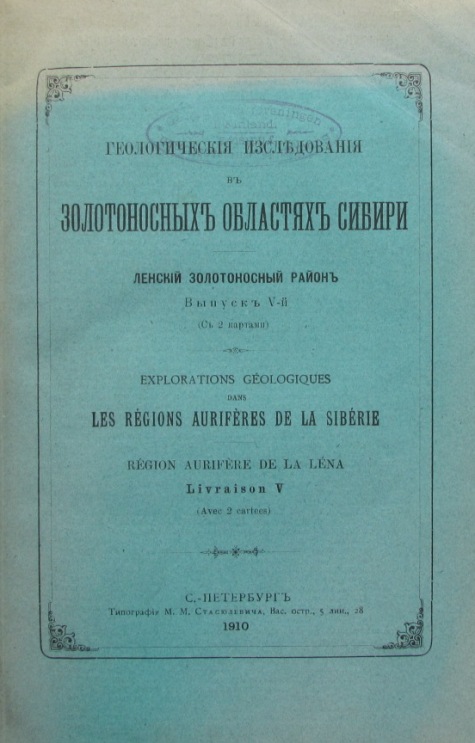 ГЕОЛОГИЧЕСКІЯ ИЗСЛѢДОВАНІЯ
ВЪ
ЗОЛОТОНОСНЫХЪ ОБЛАСТЯХЪ СИБИРИ
ЛЕНСКІЙ ЗОЛОТОНОСНЫЙ РАЙОНЪ
Выпускъ V-й
(Съ 2 картами)
EXPLORATIONS GÉOLOGIQUES
DANS
LES RÉGIONS AURIFÈRES DE LA SIBÉRIE
RÉGION AURIFÈRE DE LA LÉNA
Livraison V
(Avec 2 cartes)
С.-ПЕТЕРБУРГЪ
Типографія М. М. Стасюлевича, Вас. остр., 5 лин., 28
1910